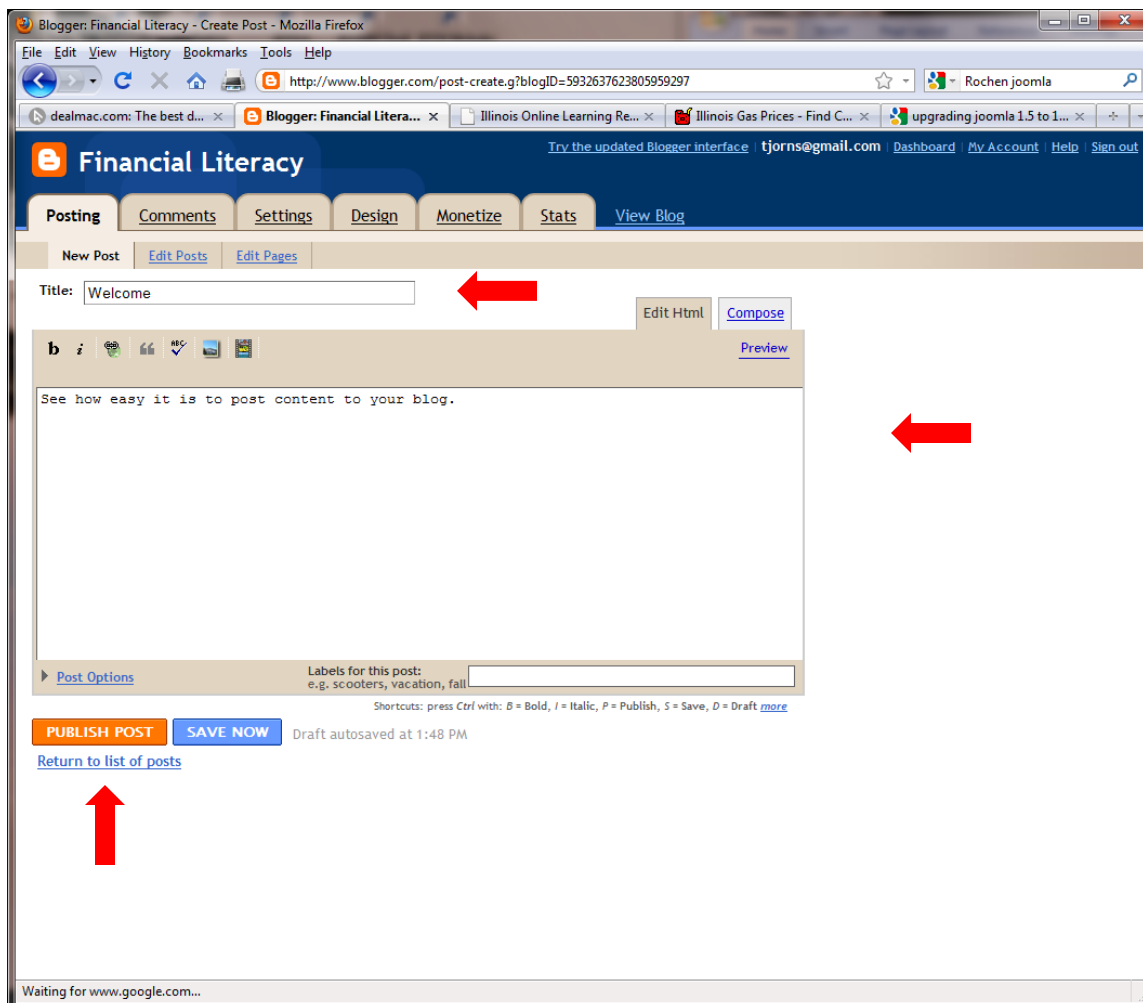 Blogger: Financial Literacy - Create Post - Mozilla Firefox
File Edit View History Bookmarks Tools Help
http://www.blogger.com/post-create.g?blogID=5932637623805959297 Rochen joomla
dealmac.com: The best d... Blogger: Financial Litera... Illinois Online Learning Re... Illinois Gas Prices - Find C... upgrading joomla 1.5 to 1...
Try the updated Blogger interface | tjorns@gmail.com | Dashboard | My Account | Help | Sign out
Financial Literacy
Posting Comments Settings Design Monetize Stats View Blog
New Post Edit Posts Edit Pages
Title: Welcome
Edit Html Compose
b i ABC Preview
See how easy it is to post content to your blog.
Post Options
Labels for this post:
e.g. scooters, vacation, fall
Shortcuts: press Ctrl with: B = Bold, I = Italic, P = Publish, S = Save, D = Draft more
PUBLISH POST SAVE NOW Draft autosaved at 1:48 PM
Return to list of posts
Waiting for www.google.com...